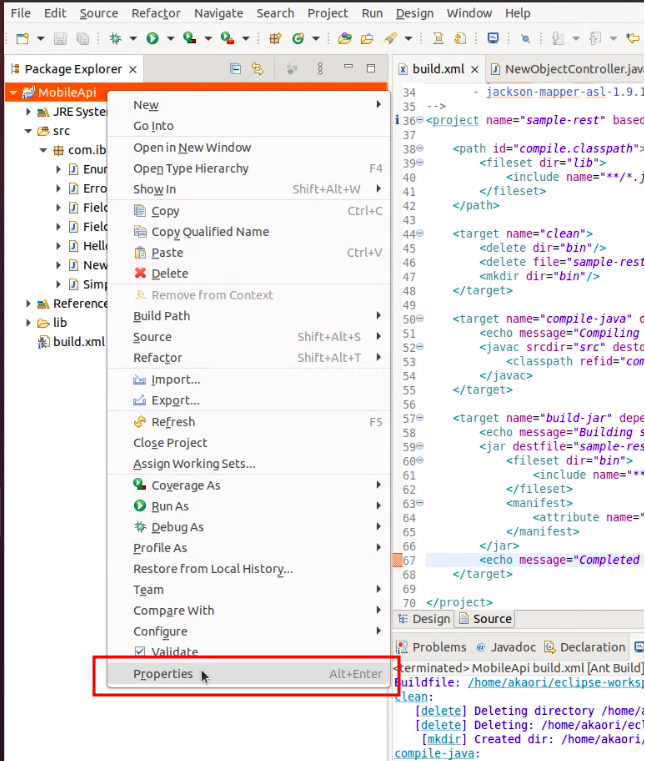 File Edit Source Refactor Navigate Search Project Run Design Window Help
Package Explorer
MobileApi
JRE Syste
src
com.ib
Enum
Erro
Field
Field
Hello
New
Simp
Reference
lib
build.xml
New
Go Into
Open in New Window
Open Type Hierarchy F4
Show In Shift+Alt+W
Copy Ctrl+C
Copy Qualified Name
Paste Ctrl+V
Delete
Remove from Context
Build Path
Source Shift+Alt+S
Refactor Shift+Alt+T
Import...
Export...
Refresh F5
Close Project
Assign Working Sets...
Coverage As
Run As
Debug As
Profile As
Restore from Local History...
Team
Compare With
Configure
Validate
Properties Alt+Enter
build.xml NewObjectController.java
34 - jackson-mapper-asl-1.9.1
35 -->
36 <project name="sample-rest" based
37
38 <path id="compile.classpath">
39 <fileset dir="lib">
40 <include name="**/*.j
41 </fileset>
42 </path>
43
44 <target name="clean">
45 <delete dir="bin"/>
46 <delete file="sample-rest
47 <mkdir dir="bin"/>
48 </target>
49
50 <target name="compile-java" d
51 <echo message="Compiling
52 <javac srcdir="src" destd
53 <classpath refid="com
54 </javac>
55 </target>
56
57 <target name="build-jar" depe
58 <echo message="Building s
59 <jar destfile="sample-res
60 <fileset dir="bin">
61 <include name="**
62 </fileset>
63 <manifest>
64 <attribute name="
65 </manifest>
66 </jar>
67 <echo message="Completed
68 </target>
69
70 </project>
Design Source
Problems Javadoc Declaration
<terminated> MobileApi build.xml [Ant Build]
Buildfile: /home/akaori/eclipse-worksp
Clean:
[delete] Deleting directory /home/a
[delete] Deleting: /home/akaori/ecl
[mkdir] Created dir: /home/akaori/
compile-java: